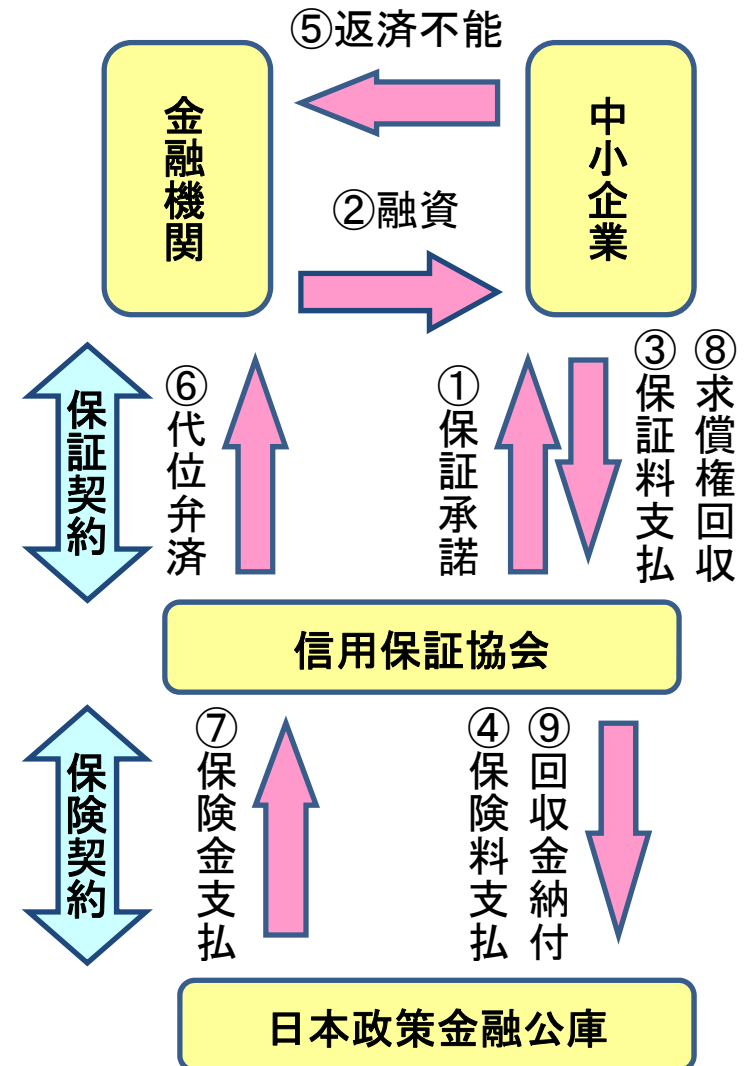 ⑤返済不能
金融機関
中小企業
②融資
保証契約
⑥代位弁済
①保証承諾
③保証料支払
⑧求償権回収
信用保証協会
保険契約
⑦保険金支払
④保険料支払
⑨回収金納付
日本政策金融公庫